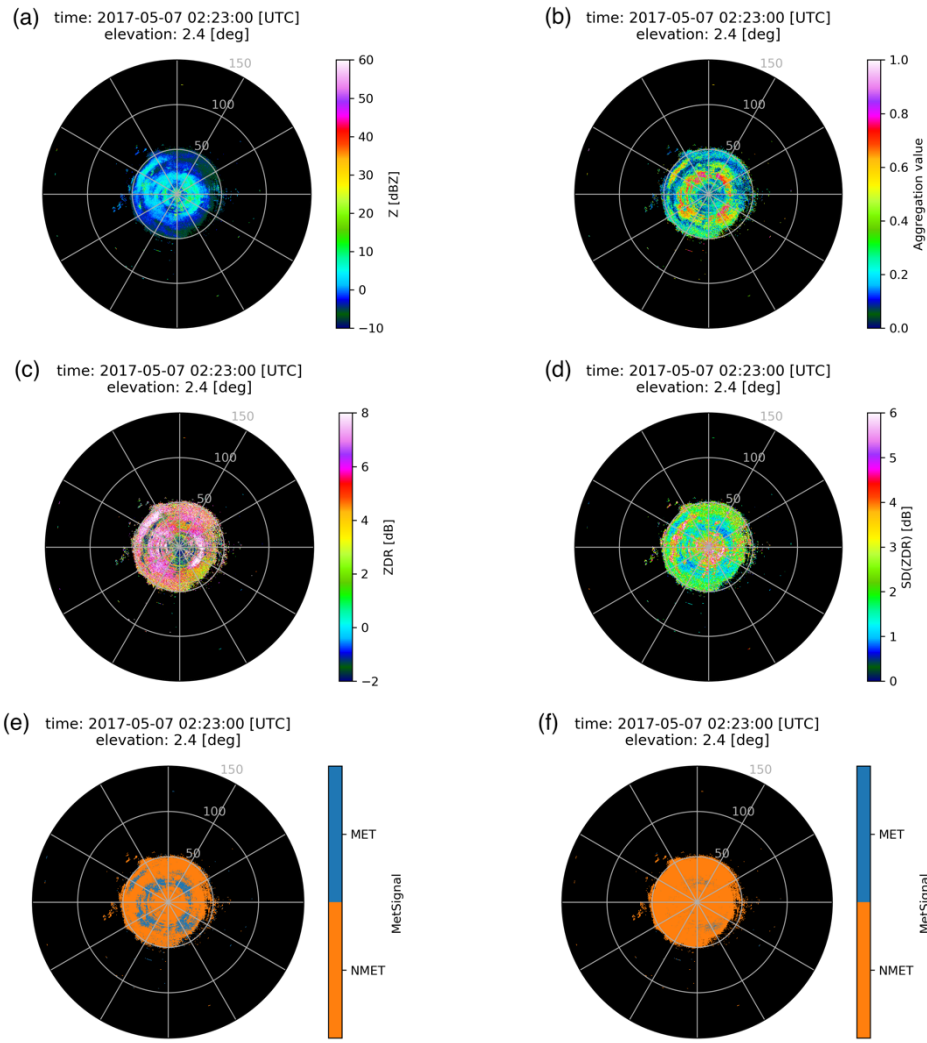 (a) time: 2017-05-07 02:23:00 [UTC]
elevation: 2.4 [deg]
150
100
50
60
50
40
30
20
10
0
−10
Z [dBZ]
(b) time: 2017-05-07 02:23:00 [UTC]
elevation: 2.4 [deg]
150
100
50
1.0
0.8
0.6
0.4
0.2
0.0
Aggregation value
(c) time: 2017-05-07 02:23:00 [UTC]
elevation: 2.4 [deg]
150
100
50
8
6
4
2
0
−2
ZDR [dB]
(d) time: 2017-05-07 02:23:00 [UTC]
elevation: 2.4 [deg]
150
100
50
6
5
4
3
2
1
0
SD(ZDR) [dB]
(e) time: 2017-05-07 02:23:00 [UTC]
elevation: 2.4 [deg]
150
100
50
MET
NMET
MetSignal
(f) time: 2017-05-07 02:23:00 [UTC]
elevation: 2.4 [deg]
150
100
50
MET
NMET
MetSignal